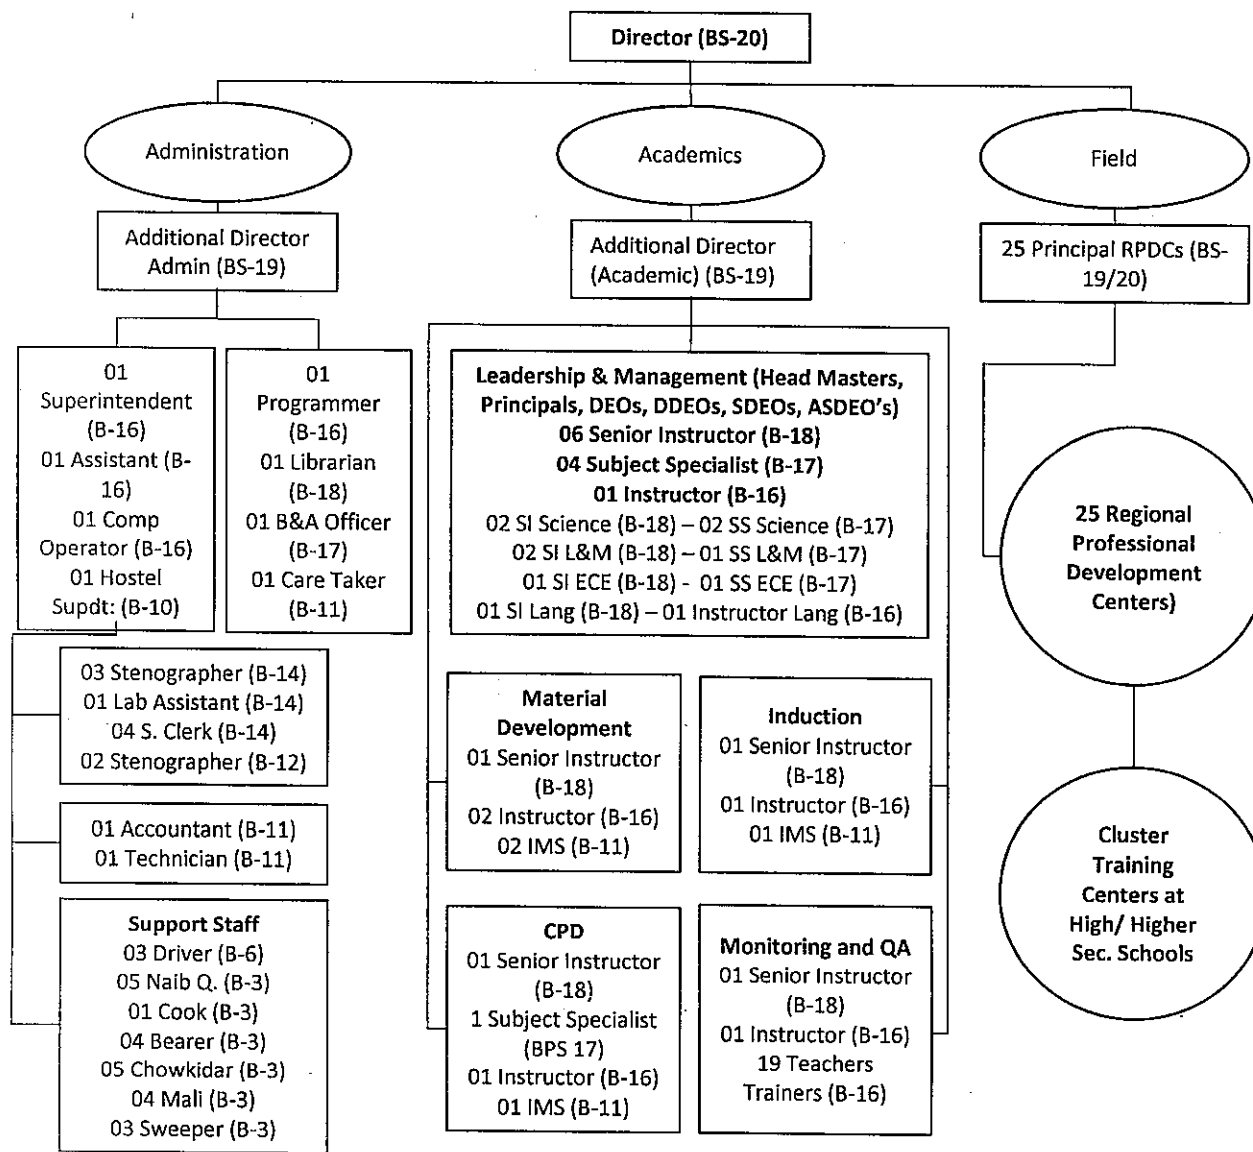 Director (BS-20)
Administration
Academics
Field
Additional Director
Admin (BS-19)
Additional Director
(Academic) (BS-19)
25 Principal RPDCs (BS-
19/20)
01
Superintendent
(B-16)
01 Assistant (B-
16)
01 Comp
Operator (B-16)
01 Hostel
Supdt: (B-10)
01
Programmer
(B-16)
01 Librarian
(B-18)
01 B&A Officer
(B-17)
01 Care Taker
(B-11)
03 Stenographer (B-14)
01 Lab Assistant (B-14)
04 S. Clerk (B-14)
02 Stenographer (B-12)
01 Accountant (B-11)
01 Technician (B-11)
Support Staff
03 Driver (B-6)
05 Naib Q. (B-3)
01 Cook (B-3)
04 Bearer (B-3)
05 Chowkidar (B-3)
04 Mali (B-3)
03 Sweeper (B-3)
Leadership & Management (Head Masters,
Principals, DEOs, DDEOs, SDEOs, ASDEO's)
06 Senior Instructor (B-18)
04 Subject Specialist (B-17)
01 Instructor (B-16)
02 SI Science (B-18) – 02 SS Science (B-17)
02 SI L&M (B-18) – 01 SS L&M (B-17)
01 SI ECE (B-18) - 01 SS ECE (B-17)
01 SI Lang (B-18) – 01 Instructor Lang (B-16)
Material
Development
01 Senior Instructor
(B-18)
02 Instructor (B-16)
02 IMS (B-11)
Induction
01 Senior Instructor
(B-18)
01 Instructor (B-16)
01 IMS (B-11)
CPD
01 Senior Instructor
(B-18)
1 Subject Specialist
(BPS 17)
01 Instructor (B-16)
01 IMS (B-11)
Monitoring and QA
01 Senior Instructor
(B-18)
01 Instructor (B-16)
19 Teachers
Trainers (B-16)
25 Regional
Professional
Development
Centers)
Cluster
Training
Centers at
High/ Higher
Sec. Schools